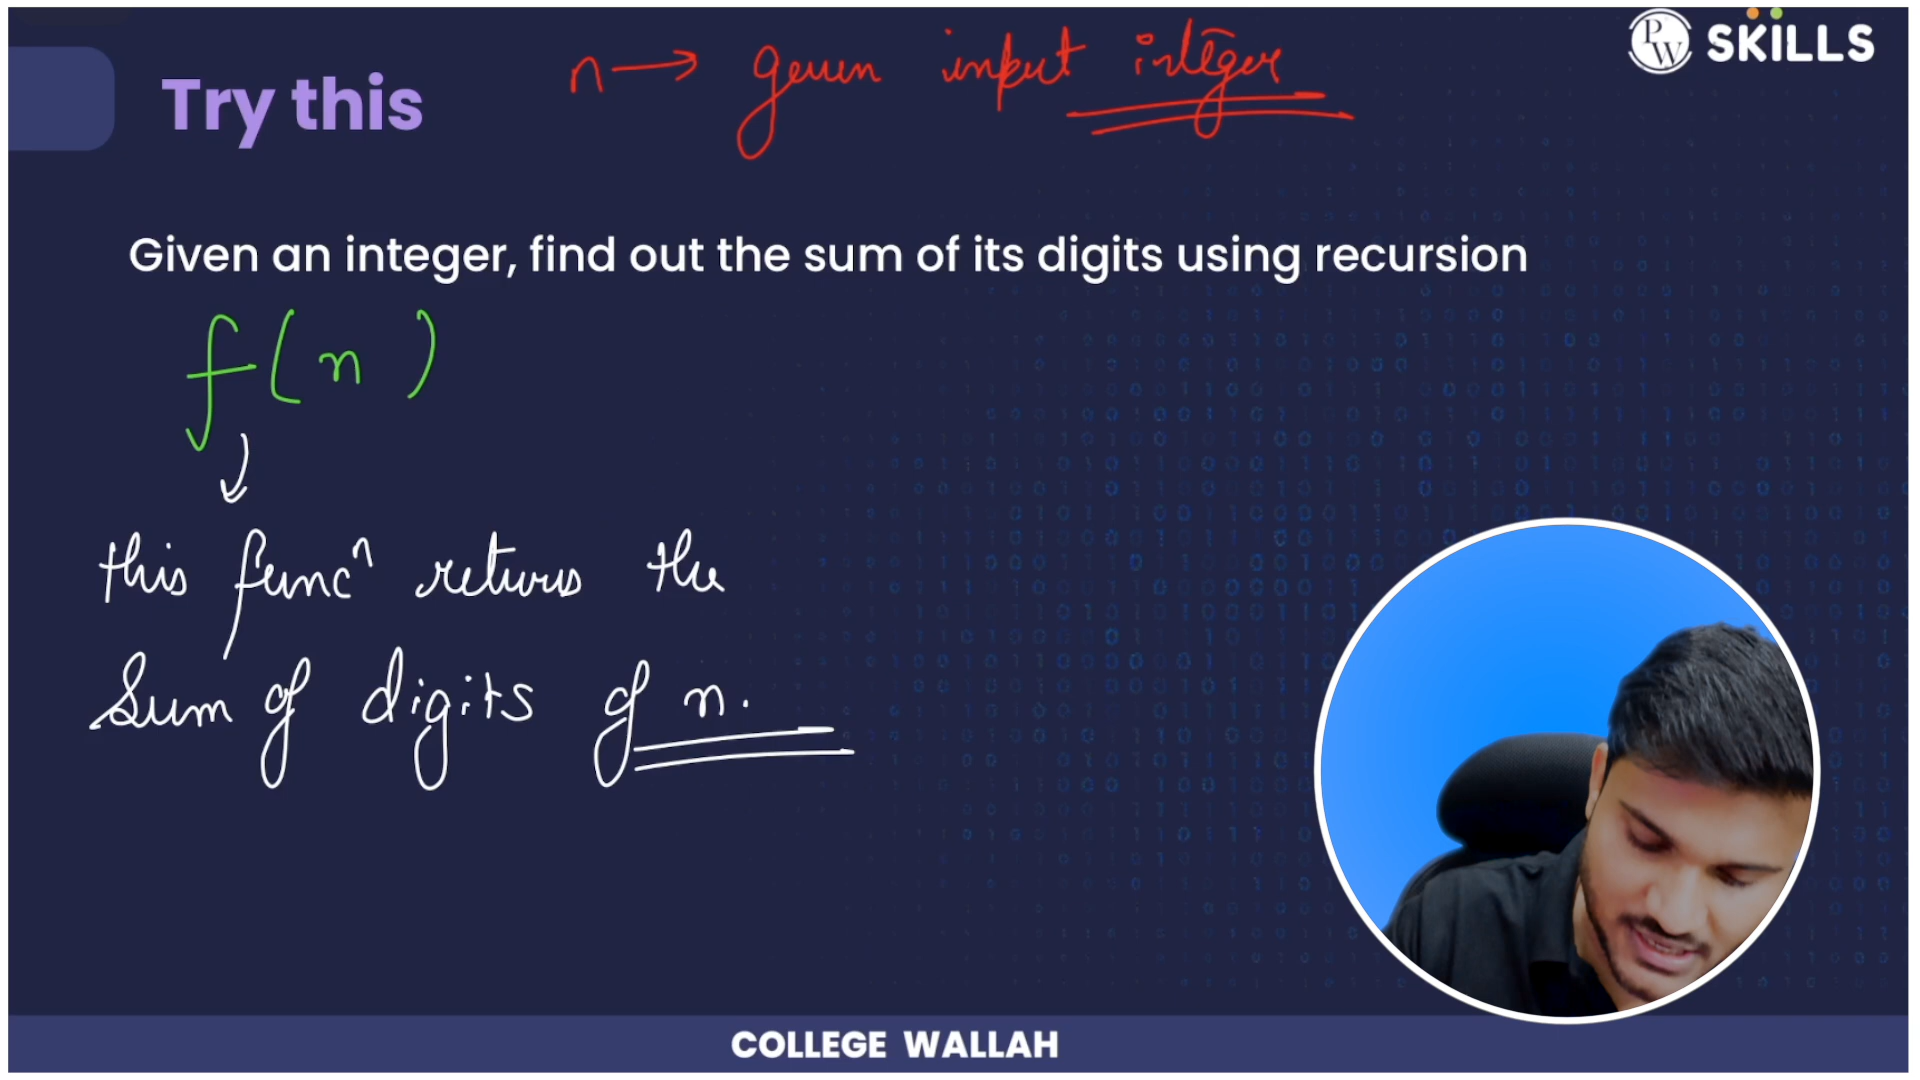 n → given input integer
PW SKILLS
Try this
Given an integer, find out the sum of its digits using recursion
f(n)
this funcⁿ returns the
Sum of digits of n.
COLLEGE WALLAH